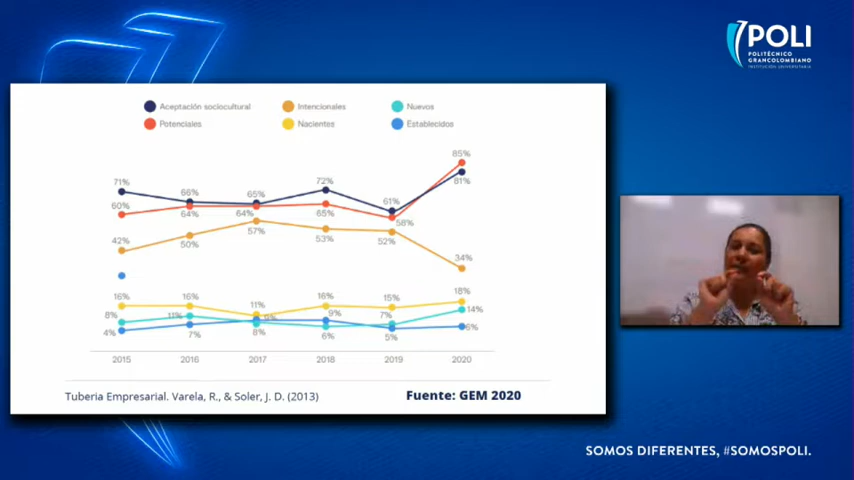 POLI
POLITÉCNICO
GRANCOLOMBIANO
INSTITUCIÓN UNIVERSITARIA
Aceptación sociocultural Intencionales Nuevos
Potenciales Nacientes Establecidos
85%
71% 66% 65% 72% 61% 81%
60% 64% 64% 65% 58%
42% 50% 57% 53% 52% 34%
16% 16% 11% 16% 15% 18%
8% 11% 9% 9% 7% 14%
4% 7% 8% 6% 5% 6%
2015 2016 2017 2018 2019 2020
Tuberia Empresarial. Varela, R., & Soler, J. D. (2013) Fuente: GEM 2020
SOMOS DIFERENTES, #SOMOSPOLI.